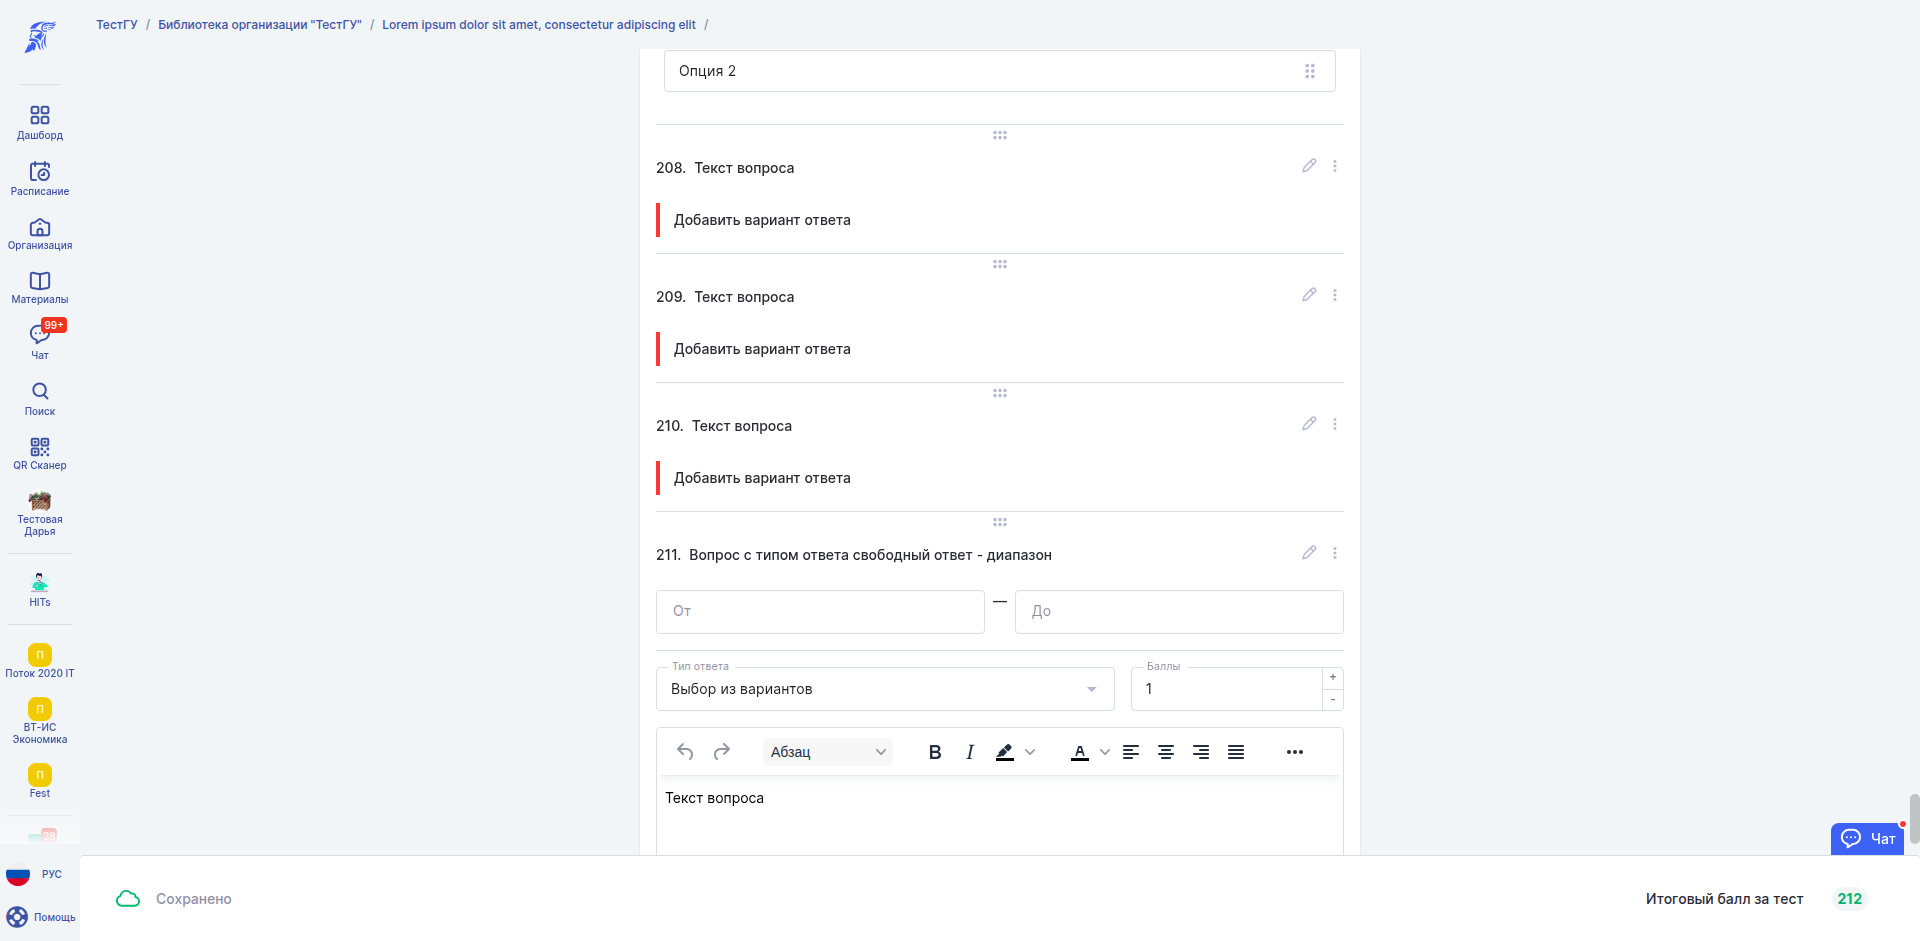 ТестГУ / Библиотека организации "ТестГУ" / Lorem ipsum dolor sit amet, consectetur adipiscing elit /
Дашборд
Расписание
Организация
Материалы
99+
Чат
Поиск
QR Сканер
Тестовая
Дарья
HITs
П
Поток 2020 IT
П
ВТ-ИС
Экономика
П
Fest
28
РУС
Помощь
Опция 2
208. Текст вопроса
Добавить вариант ответа
209. Текст вопроса
Добавить вариант ответа
210. Текст вопроса
Добавить вариант ответа
211. Вопрос с типом ответа свободный ответ - диапазон
От — До
Тип ответа
Выбор из вариантов
Баллы
1
+
-
Абзац B I A
Текст вопроса
Чат
Сохранено
Итоговый балл за тест 212